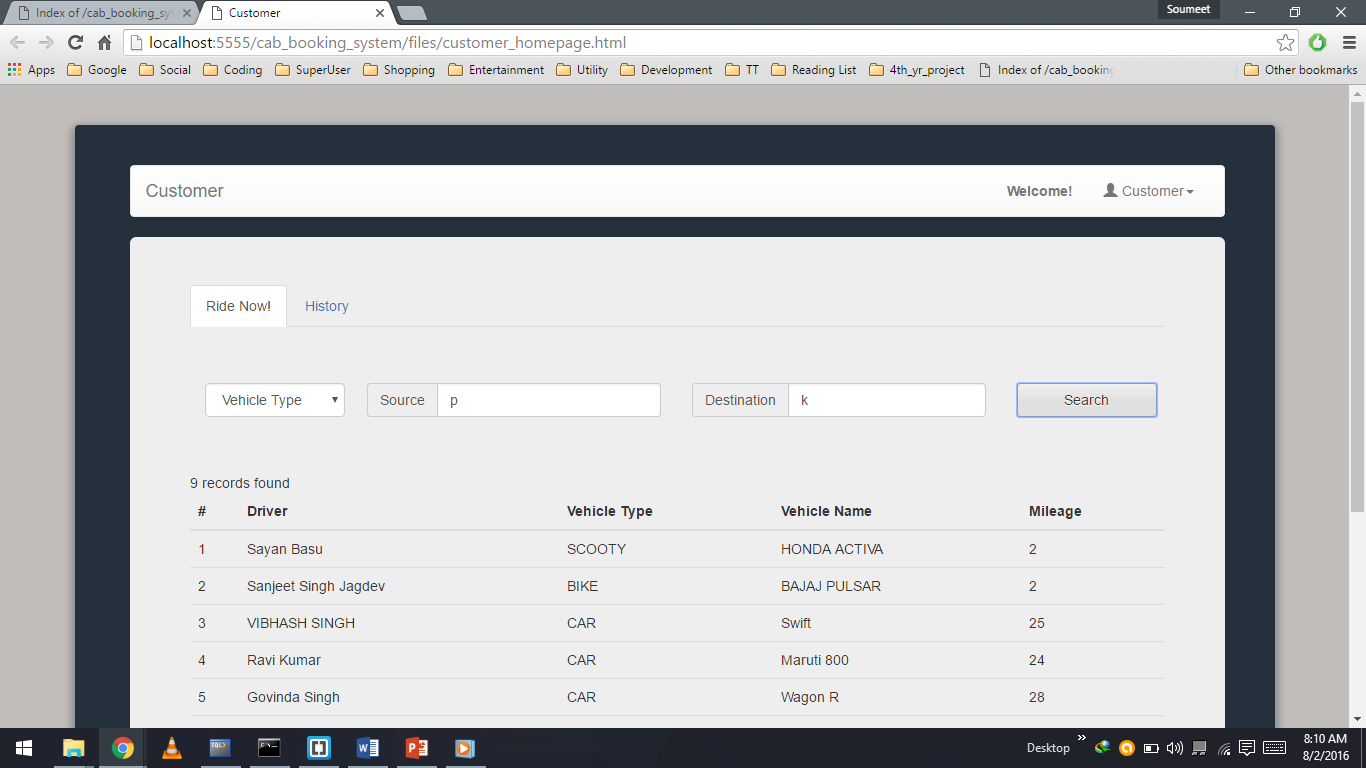 Index of /cab_booking_sy
Customer
Soumeet
localhost:5555/cab_booking_system/files/customer_homepage.html
Apps Google Social Coding SuperUser Shopping Entertainment Utility Development TT Reading List 4th_yr_project Index of /cab_booking Other bookmarks
Customer Welcome! Customer
Ride Now! History
Vehicle Type Source p Destination k Search
9 records found
# Driver Vehicle Type Vehicle Name Mileage
1 Sayan Basu SCOOTY HONDA ACTIVA 2
2 Sanjeet Singh Jagdev BIKE BAJAJ PULSAR 2
3 VIBHASH SINGH CAR Swift 25
4 Ravi Kumar CAR Maruti 800 24
5 Govinda Singh CAR Wagon R 28
Desktop 8:10 AM
8/2/2016